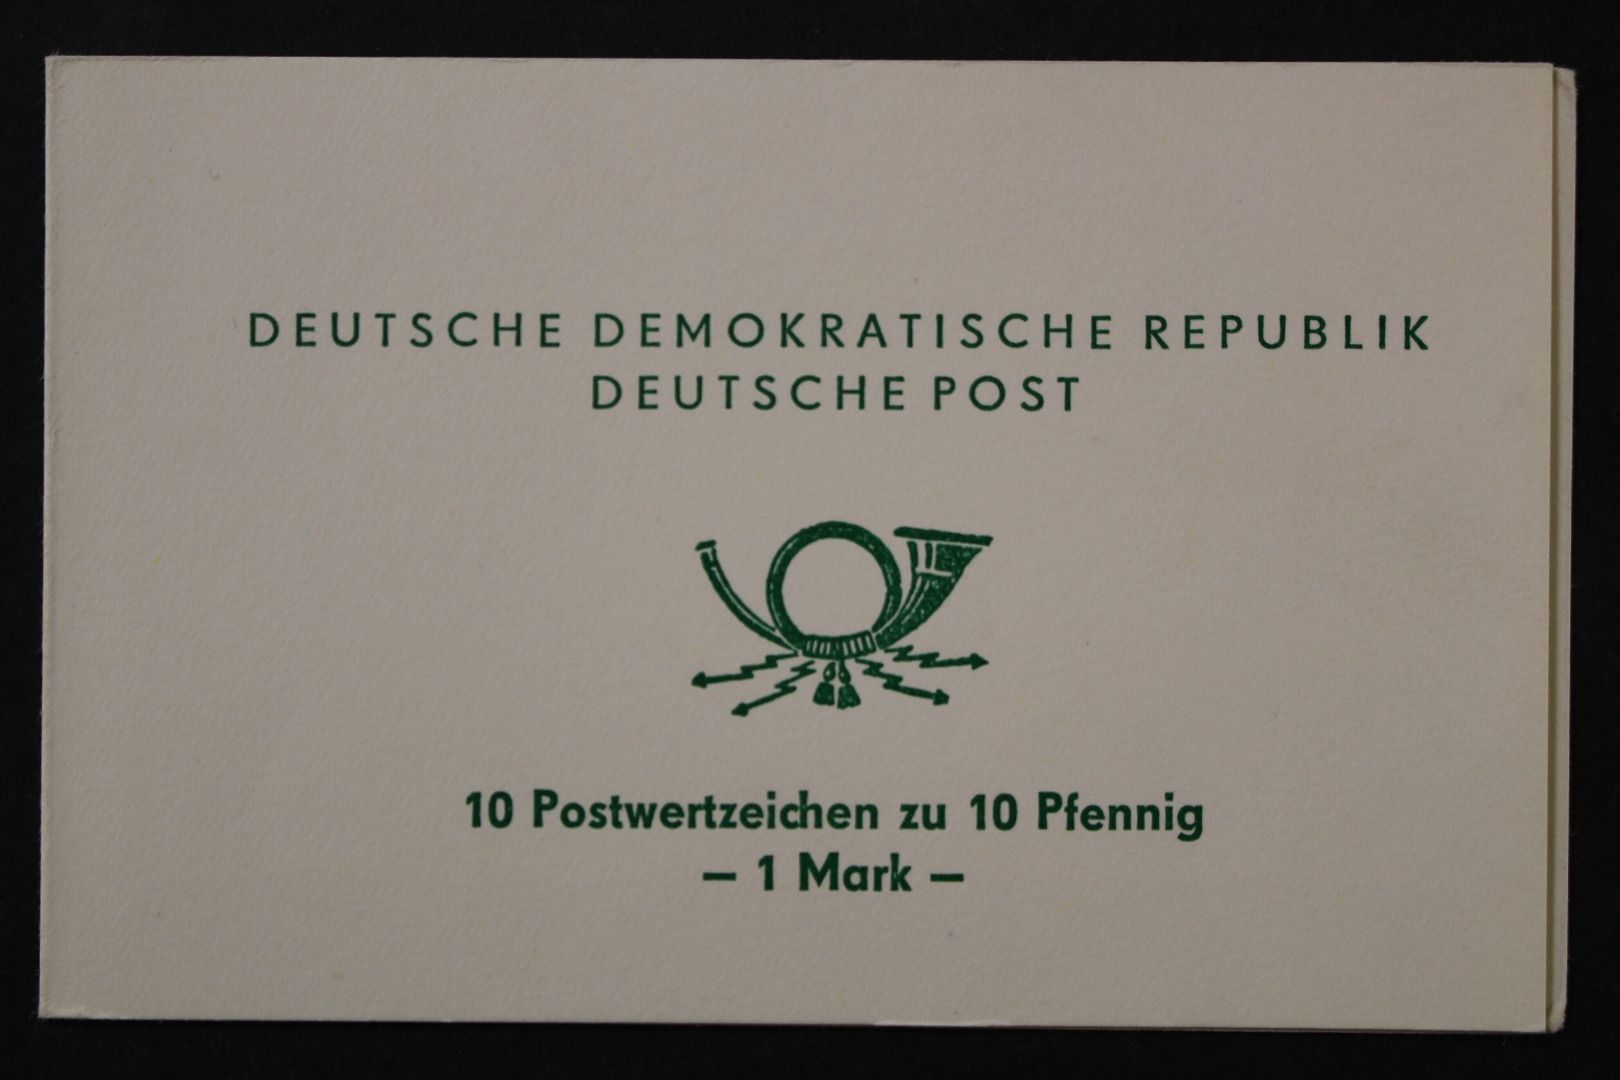 DEUTSCHE DEMOKRATISCHE REPUBLIK
DEUTSCHE POST
10 Postwertzeichen zu 10 Pfennig
— 1 Mark —